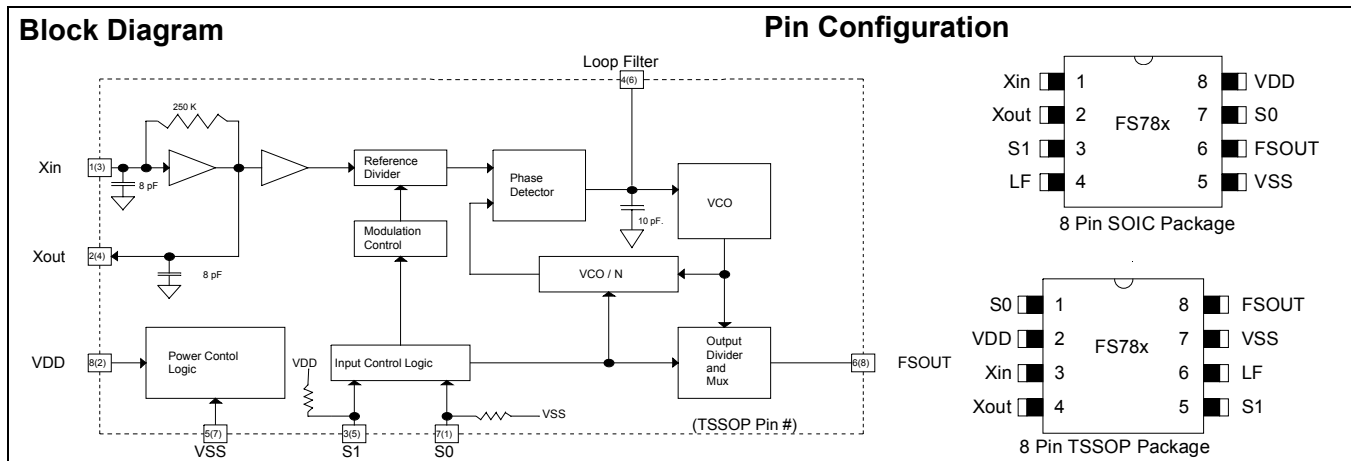 Block Diagram
Pin Configuration
Loop Filter
4(6)
250 K
Xin
1(3)
8 pF
Reference
Divider
Phase
Detector
VCO
10 pF.
Modulation
Control
Xout
2(4)
8 pF
VCO / N
VDD
8(2)
Power Contol
Logic
VDD
Input Control Logic
Output
Divider
and
Mux
6(8)
FSOUT
VSS
(TSSOP Pin #)
5(7)
3(5)
7(1)
VSS
S1
S0
Xin
1
8
VDD
Xout
2
FS78x
7
S0
S1
3
6
FSOUT
LF
4
5
VSS
8 Pin SOIC Package
S0
1
8
FSOUT
VDD
2
FS78x
7
VSS
Xin
3
6
LF
Xout
4
5
S1
8 Pin TSSOP Package